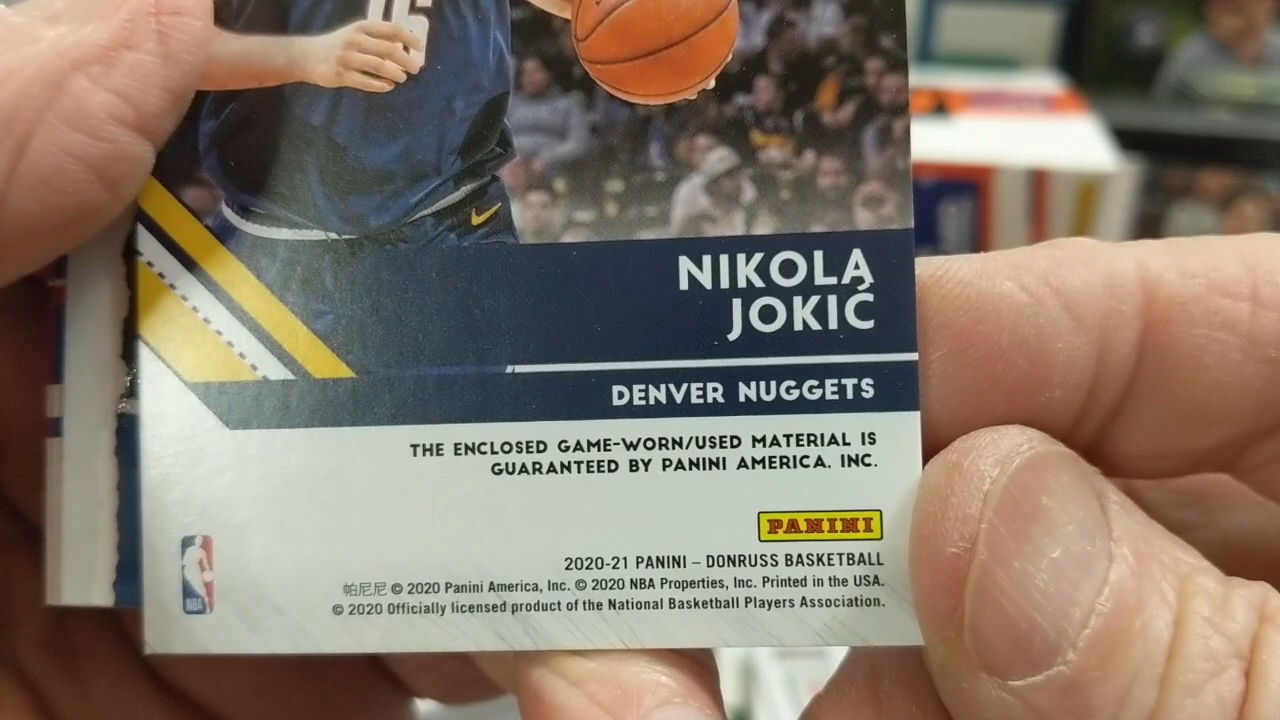 15
NIKOLA
JOKIĆ
DENVER NUGGETS
THE ENCLOSED GAME-WORN/USED MATERIAL IS
GUARANTEED BY PANINI AMERICA, INC.
PANINI
2020-21 PANINI – DONRUSS BASKETBALL
帕尼尼 © 2020 Panini America, Inc. © 2020 NBA Properties, Inc. Printed in the USA.
© 2020 Officially licensed product of the National Basketball Players Association.
NBA